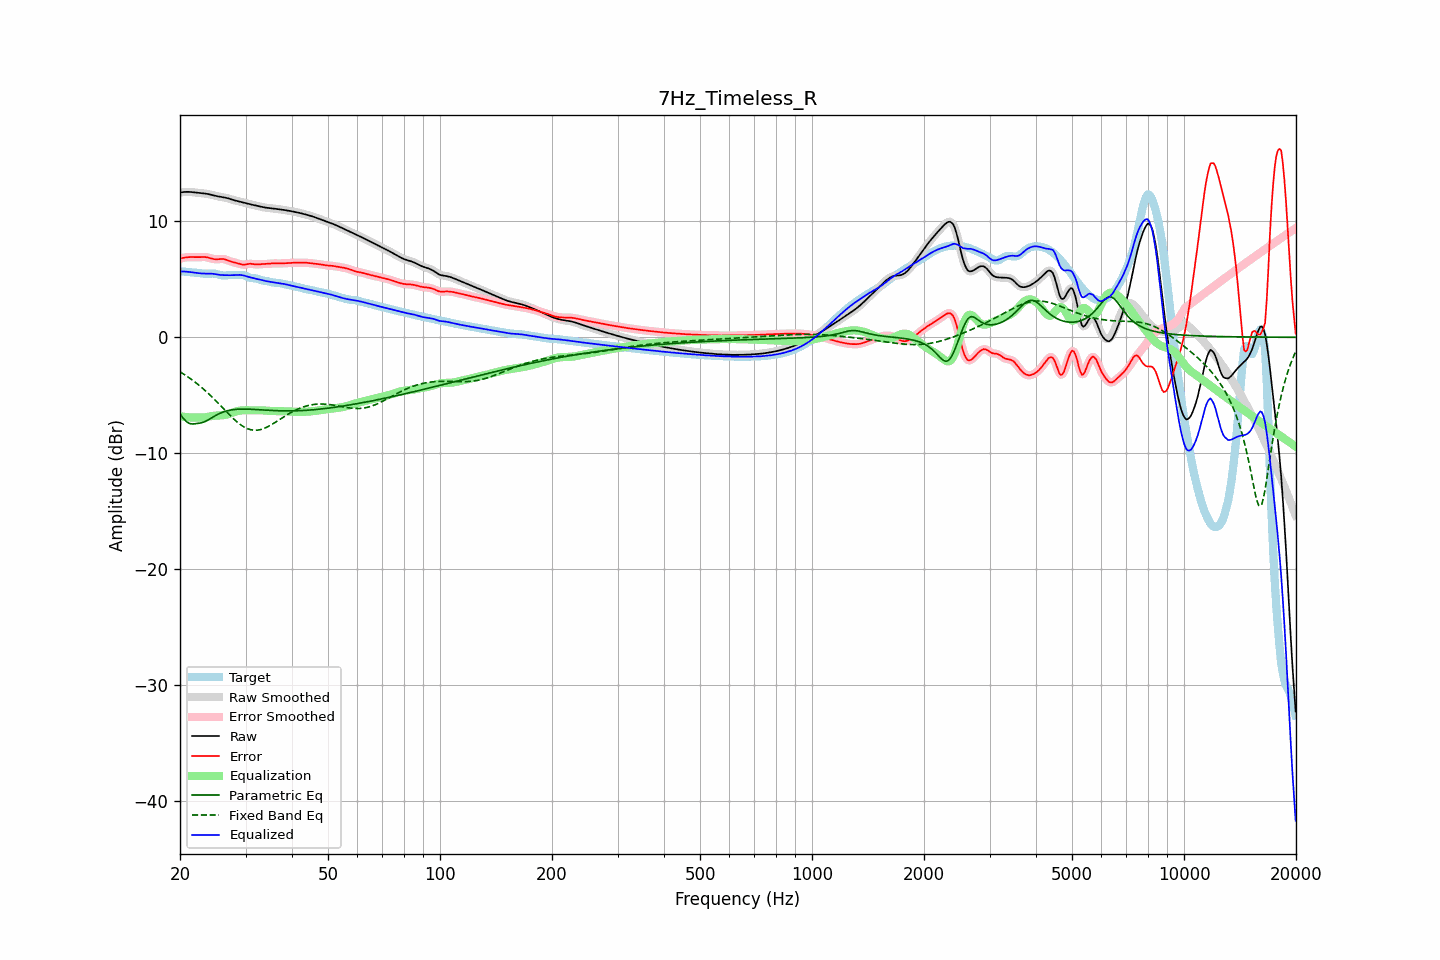 7Hz_Timeless_R
Amplitude (dBr)
10
0
−10
−20
−30
−40
Target
Raw Smoothed
Error Smoothed
Raw
Error
Equalization
Parametric Eq
Fixed Band Eq
Equalized
20 50 100 200 500 1000 2000 5000 10000 20000
Frequency (Hz)